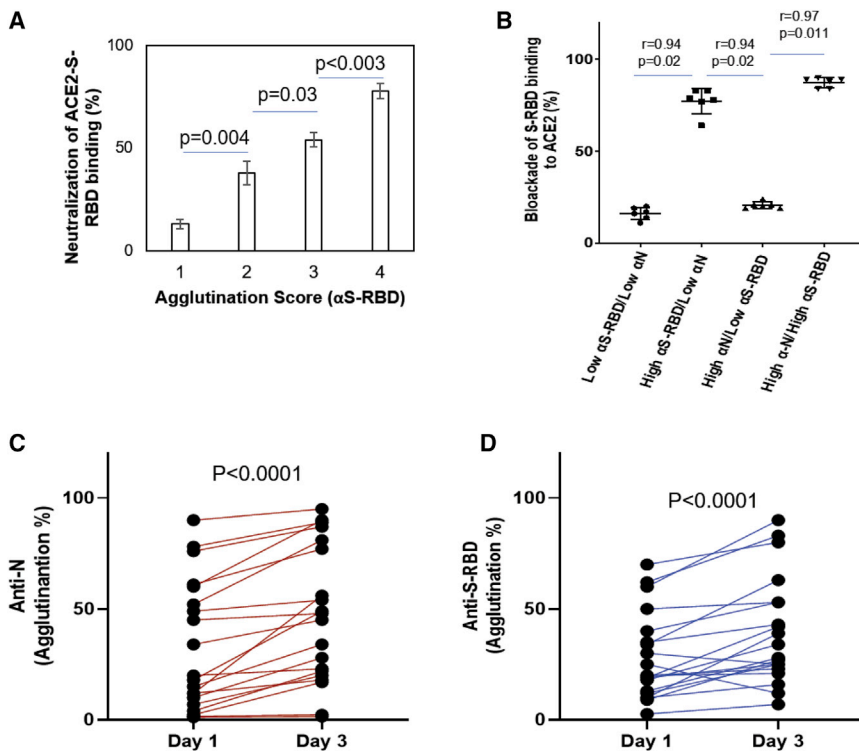 A
Neutralization of ACE2-S-
RBD binding (%)
100
50
0
p=0.004
p=0.03
p<0.003
1 2 3 4
Agglutination Score (αS-RBD)
B
Bioackade of S-RBD binding
to ACE2 (%)
100
50
0
r=0.94
p=0.02
r=0.94
p=0.02
r=0.97
p=0.011
Low αS-RBD/Low αN
High αS-RBD/Low αN
High αN/Low αS-RBD
High α-N/High αS-RBD
C
Anti-N
(Agglutinantion %)
100
50
0
P<0.0001
Day 1 Day 3
D
Anti-S-RBD
(Agglutination %)
100
50
0
P<0.0001
Day 1 Day 3